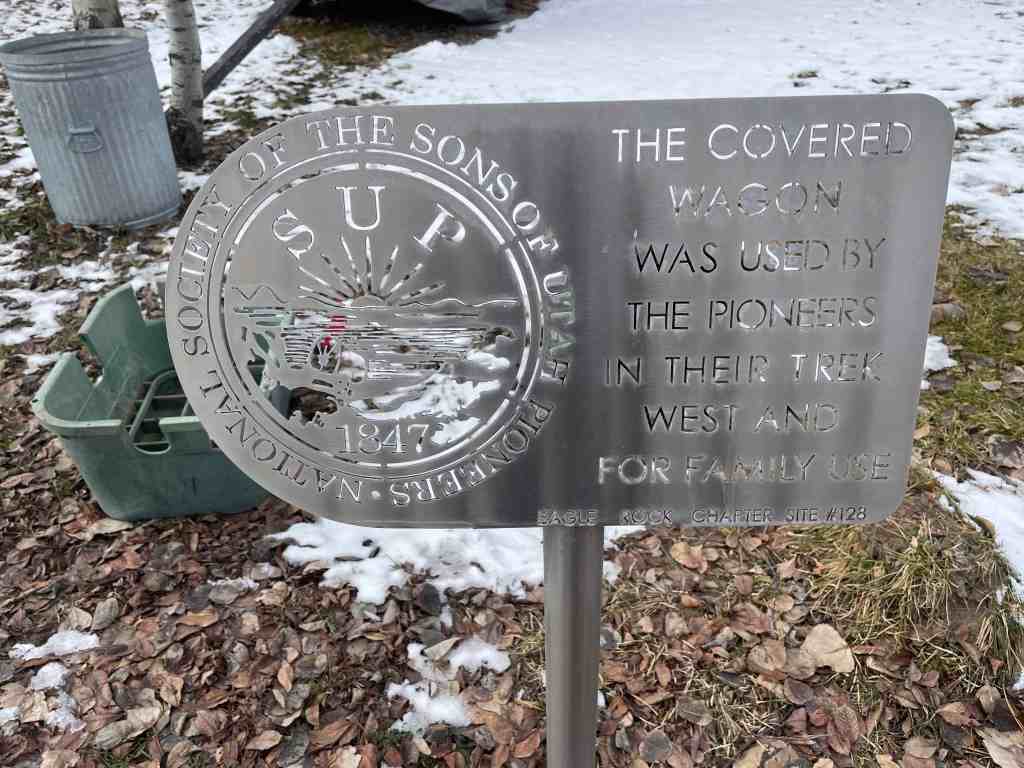 NATIONAL SOCIETY OF THE SONS OF UTAH PIONEERS •
SUP
1847
THE COVERED
WAGON
WAS USED BY
THE PIONEERS
IN THEIR TREK
WEST AND
FOR FAMILY USE
EAGLE ROCK CHAPTER SITE #128